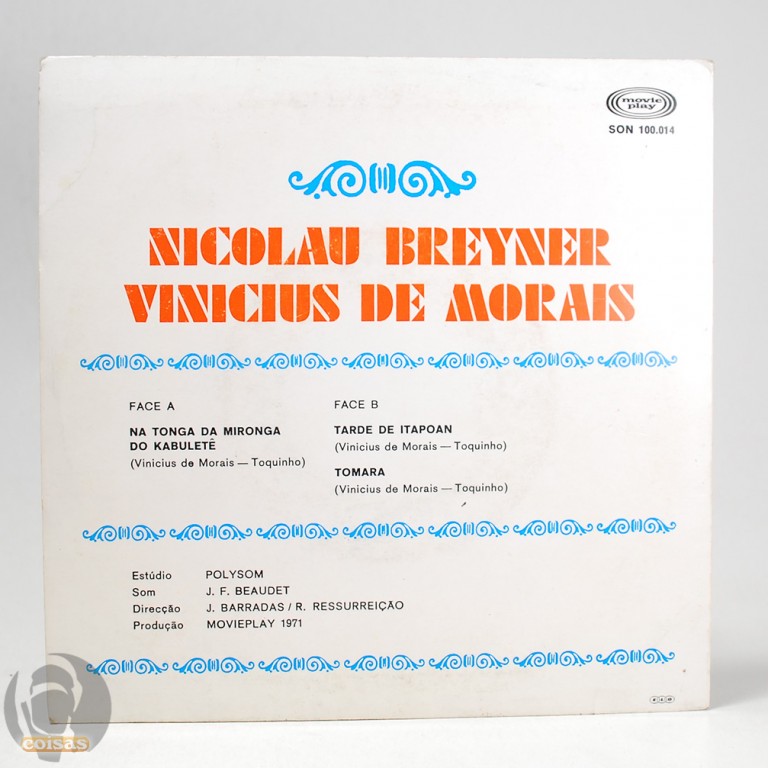 movie
play
SON 100.014
NICOLAU BREYNER
VINICIUS DE MORAIS
FACE A
NA TONGA DA MIRONGA
DO KABULETÊ
(Vinicius de Morais — Toquinho)
FACE B
TARDE DE ITAPOAN
(Vinicius de Morais — Toquinho)
TOMARA
(Vinicius de Morais — Toquinho)
Estúdio POLYSOM
Som J. F. BEAUDET
Direcção J. BARRADAS / R. RESSURREIÇÃO
Produção MOVIEPLAY 1971
coisas